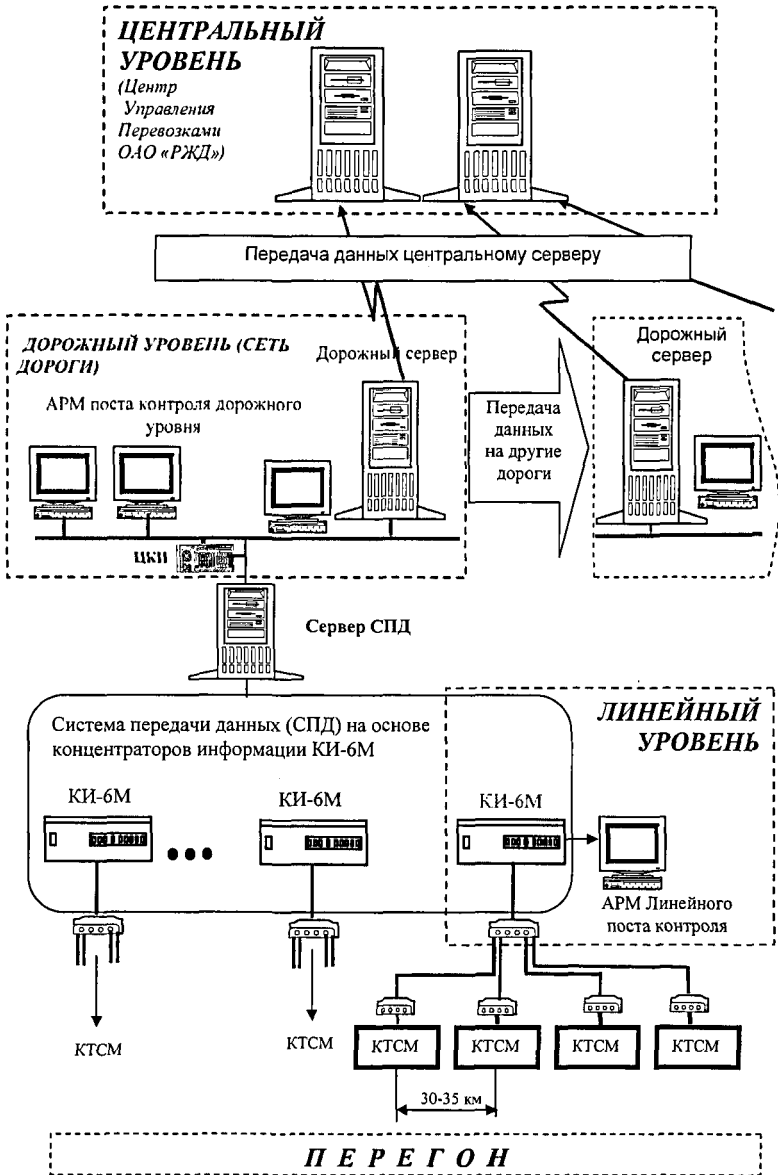 ЦЕНТРАЛЬНЫЙ
УРОВЕНЬ
(Центр
Управления
Перевозками
ОАО «РЖД»)
Передача данных центральному серверу
ДОРОЖНЫЙ УРОВЕНЬ (СЕТЬ
ДОРОГИ)
Дорожный сервер
АРМ поста контроля дорожного
уровня
Передача
данных
на другие
дороги
Дорожный
сервер
ЦКИ
Сервер СПД
Система передачи данных (СПД) на основе
концентраторов информации КИ-6М
ЛИНЕЙНЫЙ
УРОВЕНЬ
КИ-6М
КИ-6М
КИ-6М
АРМ Линейного
поста контроля
КТСМ
КТСМ
КТСМ
КТСМ
КТСМ
КТСМ
30-35 км
ПЕРЕГОН